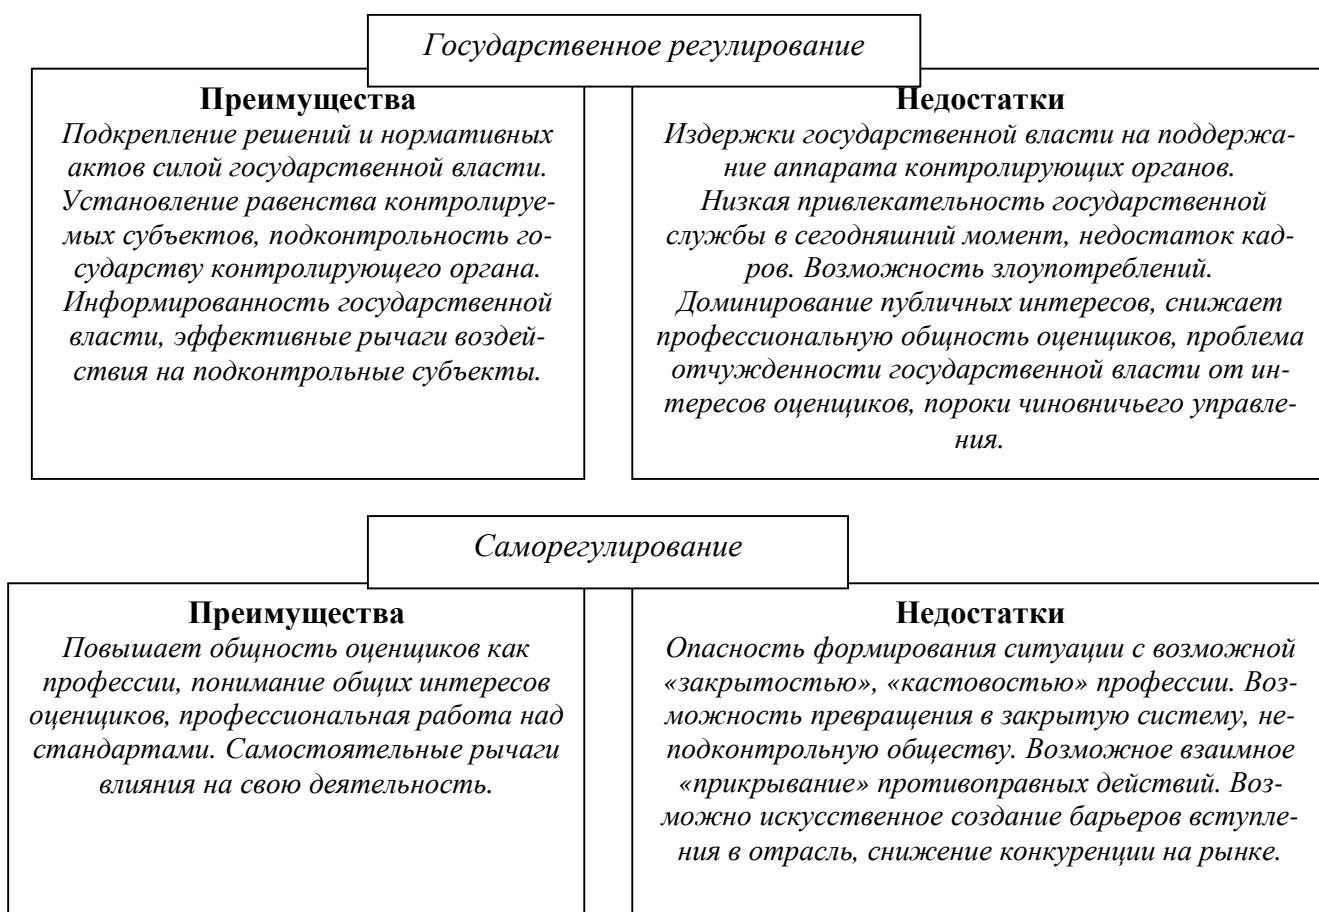 Государственное регулирование
Преимущества
Подкрепление решений и нормативных
актов силой государственной власти.
Установление равенства контролируе-
мых субъектов, подконтрольность го-
сударству контролирующего органа.
Информированность государственной
власти, эффективные рычаги воздей-
ствия на подконтрольные субъекты.
Недостатки
Издержки государственной власти на поддержа-
ние аппарата контролирующих органов.
Низкая привлекательность государственной
службы в сегодняшний момент, недостаток кад-
ров. Возможность злоупотреблений.
Доминирование публичных интересов, снижает
профессиональную общность оценщиков, проблема
отчужденности государственной власти от ин-
тересов оценщиков, пороки чиновничьего управле-
ния.
Саморегулирование
Преимущества
Повышает общность оценщиков как
профессии, понимание общих интересов
оценщиков, профессиональная работа над
стандартами. Самостоятельные рычаги
влияния на свою деятельность.
Недостатки
Опасность формирования ситуации с возможной
«закрытостью», «кастовостью» профессии. Воз-
можность превращения в закрытую систему, не-
подконтрольную обществу. Возможное взаимное
«прикрывание» противоправных действий. Воз-
можно искусственное создание барьеров вступле-
ния в отрасль, снижение конкуренции на рынке.